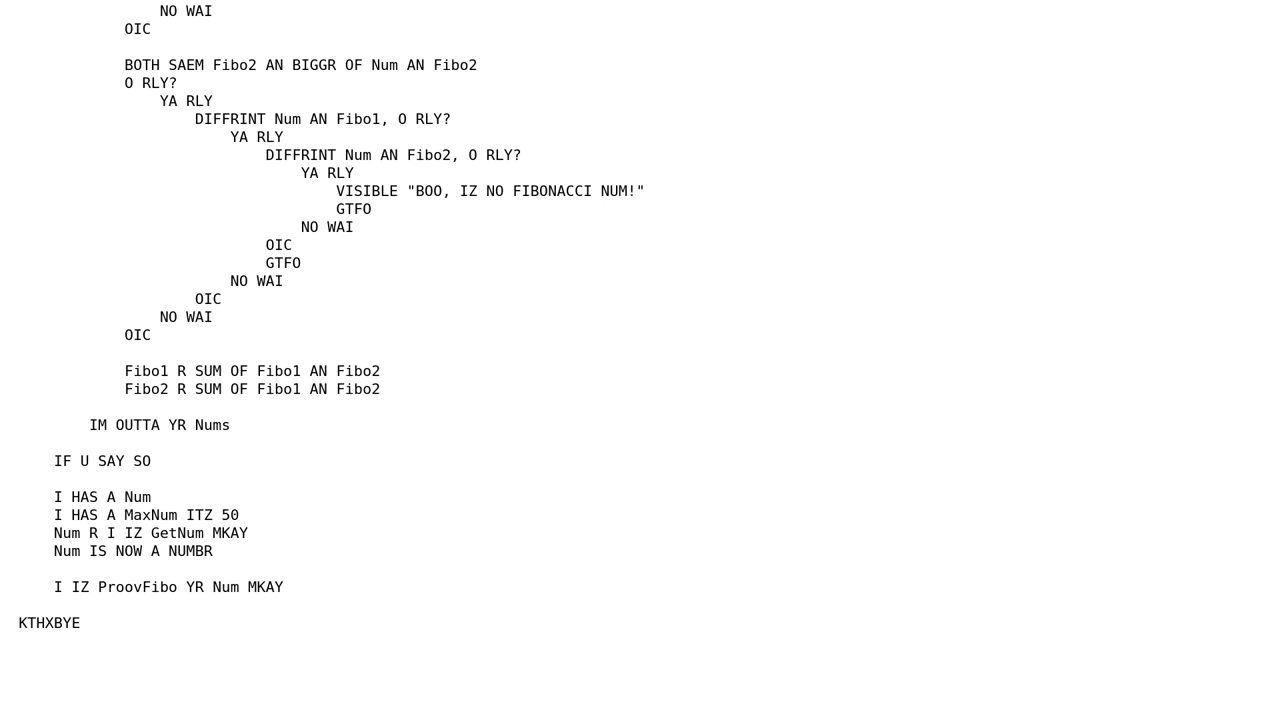 NO WAI
OIC
BOTH SAEM Fibo2 AN BIGGR OF Num AN Fibo2
O RLY?
YA RLY
DIFFRINT Num AN Fibo1, O RLY?
YA RLY
DIFFRINT Num AN Fibo2, O RLY?
YA RLY
VISIBLE "BOO, IZ NO FIBONACCI NUM!"
GTFO
NO WAI
OIC
GTFO
NO WAI
OIC
NO WAI
OIC
Fibo1 R SUM OF Fibo1 AN Fibo2
Fibo2 R SUM OF Fibo1 AN Fibo2
IM OUTTA YR Nums
IF U SAY SO
I HAS A Num
I HAS A MaxNum ITZ 50
Num R I IZ GetNum MKAY
Num IS NOW A NUMBR
I IZ ProovFibo YR Num MKAY
KTHXBYE